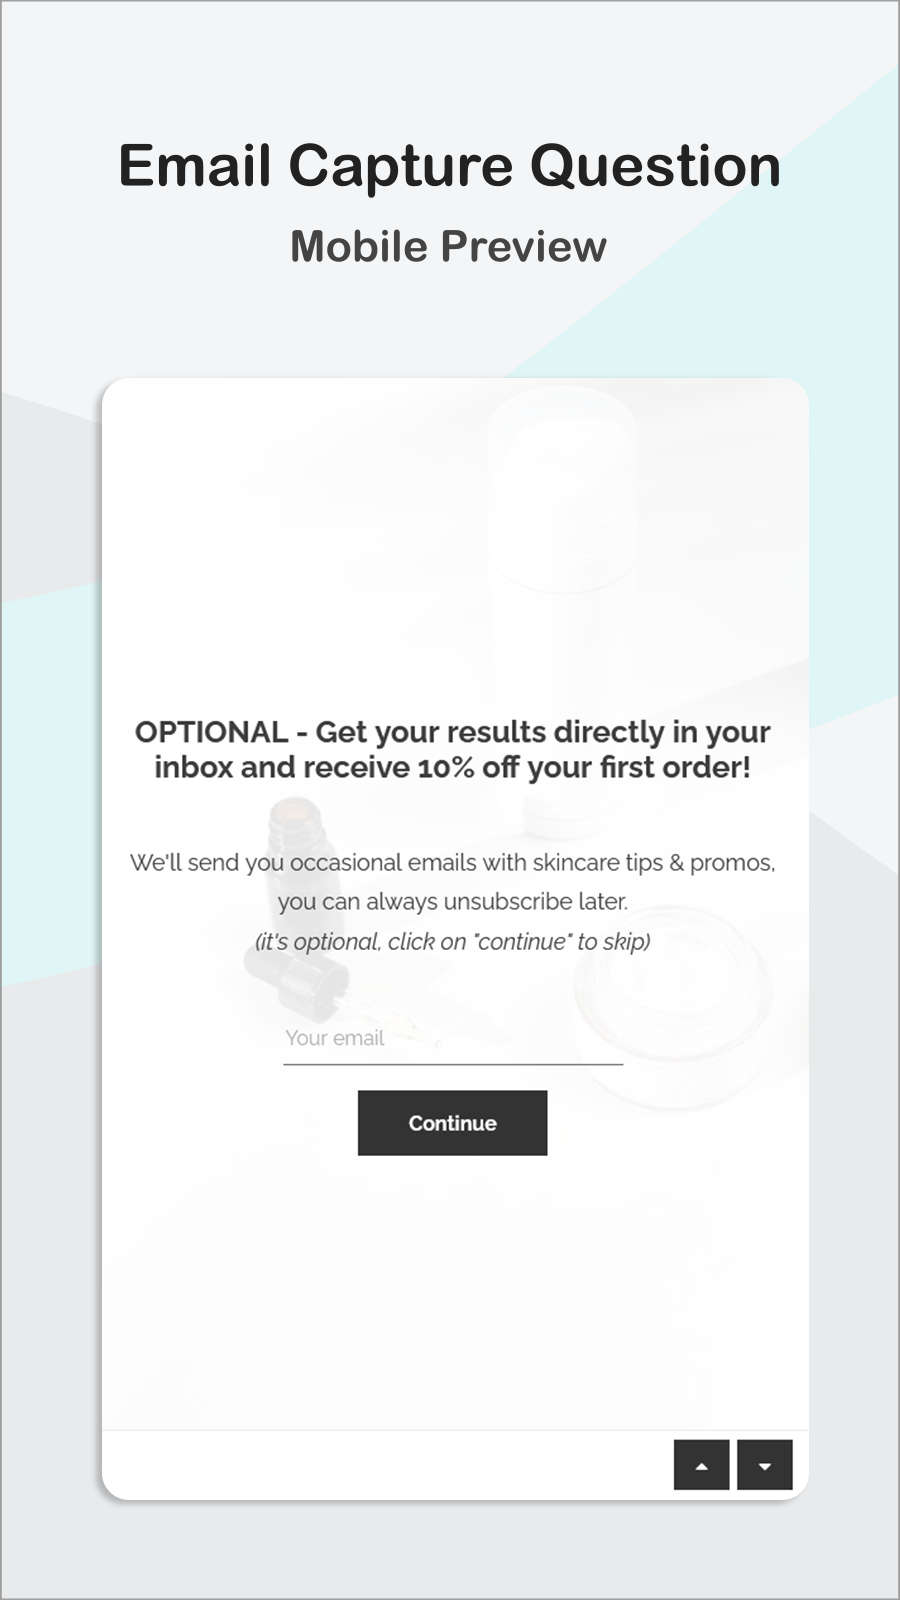 Email Capture Question
Mobile Preview
OPTIONAL - Get your results directly in your
inbox and receive 10% off your first order!
We'll send you occasional emails with skincare tips & promos,
you can always unsubscribe later.
(it's optional, click on "continue" to skip)
Your email
Continue